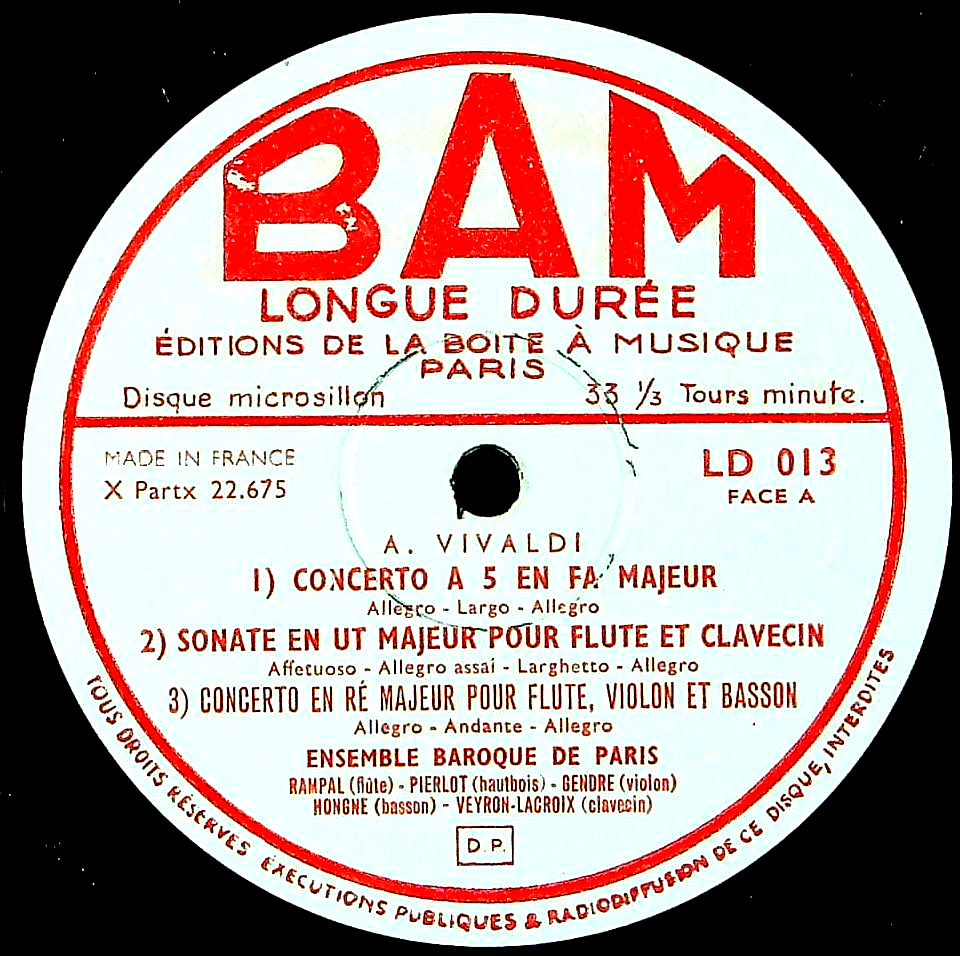 BAM
LONGUE DURÉE
ÉDITIONS DE LA BOITE À MUSIQUE
PARIS
Disque microsillon 33 1/3 Tours minute.
MADE IN FRANCE
X Partx 22.675
LD 013
FACE A
A. VIVALDI
1) CONCERTO A 5 EN FA MAJEUR
Allegro - Largo - Allegro
2) SONATE EN UT MAJEUR POUR FLUTE ET CLAVECIN
Affetuoso - Allegro assai - Larghetto - Allegro
3) CONCERTO EN RÉ MAJEUR POUR FLUTE, VIOLON ET BASSON
Allegro - Andante - Allegro
ENSEMBLE BAROQUE DE PARIS
RAMPAL (flûte) - PIERLOT (hautbois) - GENDRE (violon)
HONGNE (basson) - VEYRON-LACROIX (clavecin)
D.P.
TOUS DROITS RÉSERVES EXÉCUTIONS PUBLIQUES & RADIODIFFUSION DE CE DISQUE, INTERDITES